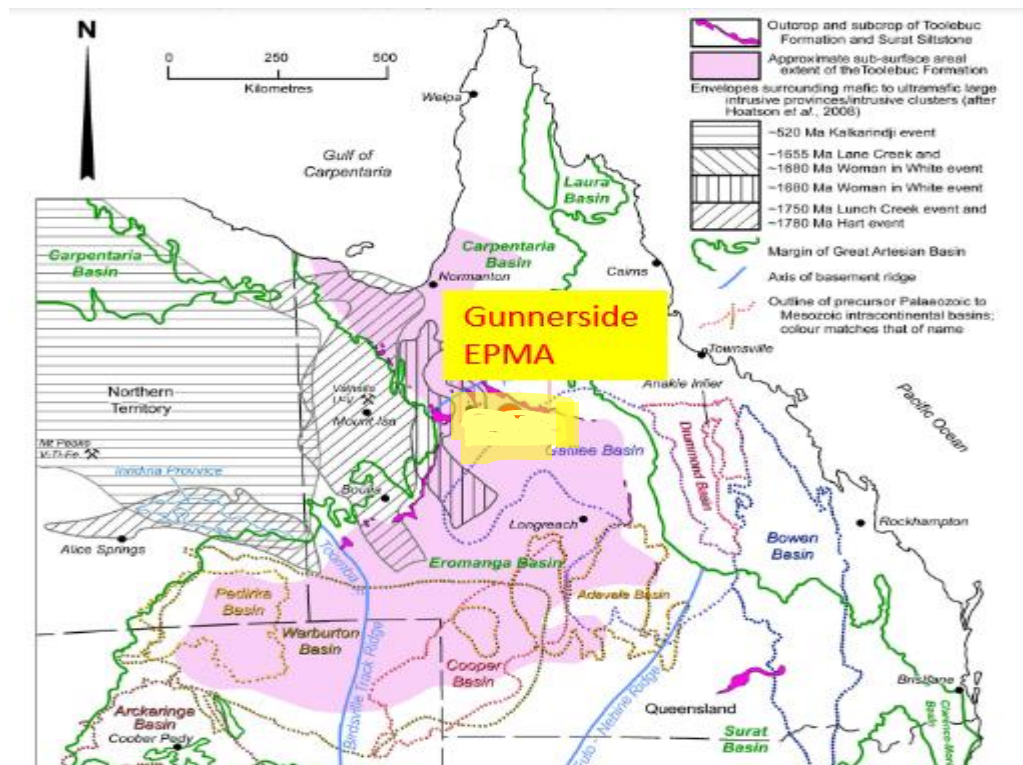 N
0 250 500
Kilometres
Outcrop and subcrop of Toolebuc
Formation and Surat Siltstone
Approximate sub-surface areal
extent of the Toolebuc Formation
Envelopes surrounding mafic to ultramafic large
intrusive provinces/intrusive clusters (after
Hoatson et al., 2008)
~520 Ma Kalkarindji event
~1655 Ma Lane Creek and
~1680 Ma Woman in White event
~1680 Ma Woman in White event
~1750 Ma Lunch Creek event and
~1780 Ma Hart event
Margin of Great Artesian Basin
Axis of basement ridge
Outline of precursor Palaeozoic to
Mesozoic intracontinental basins;
colour matches that of name
Weipa
Gulf of
Carpentaria
Laura
Basin
Carpentaria
Basin
Carpentaria
Basin
Normanton
Cairns
Gunnerside
EPMA
Townsville
Anakie Inlier
Pacific Ocean
Northern
Territory
Mount Isa
Galilee Basin
Drummond Basin
V-Ti-Fe
Irindina Province
Boulia
Longreach
Rockhampton
Alice Springs
Bowen
Basin
Toomba
Eromanga Basin
Pedirka
Basin
Adavale Basin
Warburton
Basin
Birdsville Track Ridge
Cooper
Basin
Nebine Ridge
Brisbane
Arckaringa
Basin
Queensland
Coober Pedy
Surat
Basin
Basin